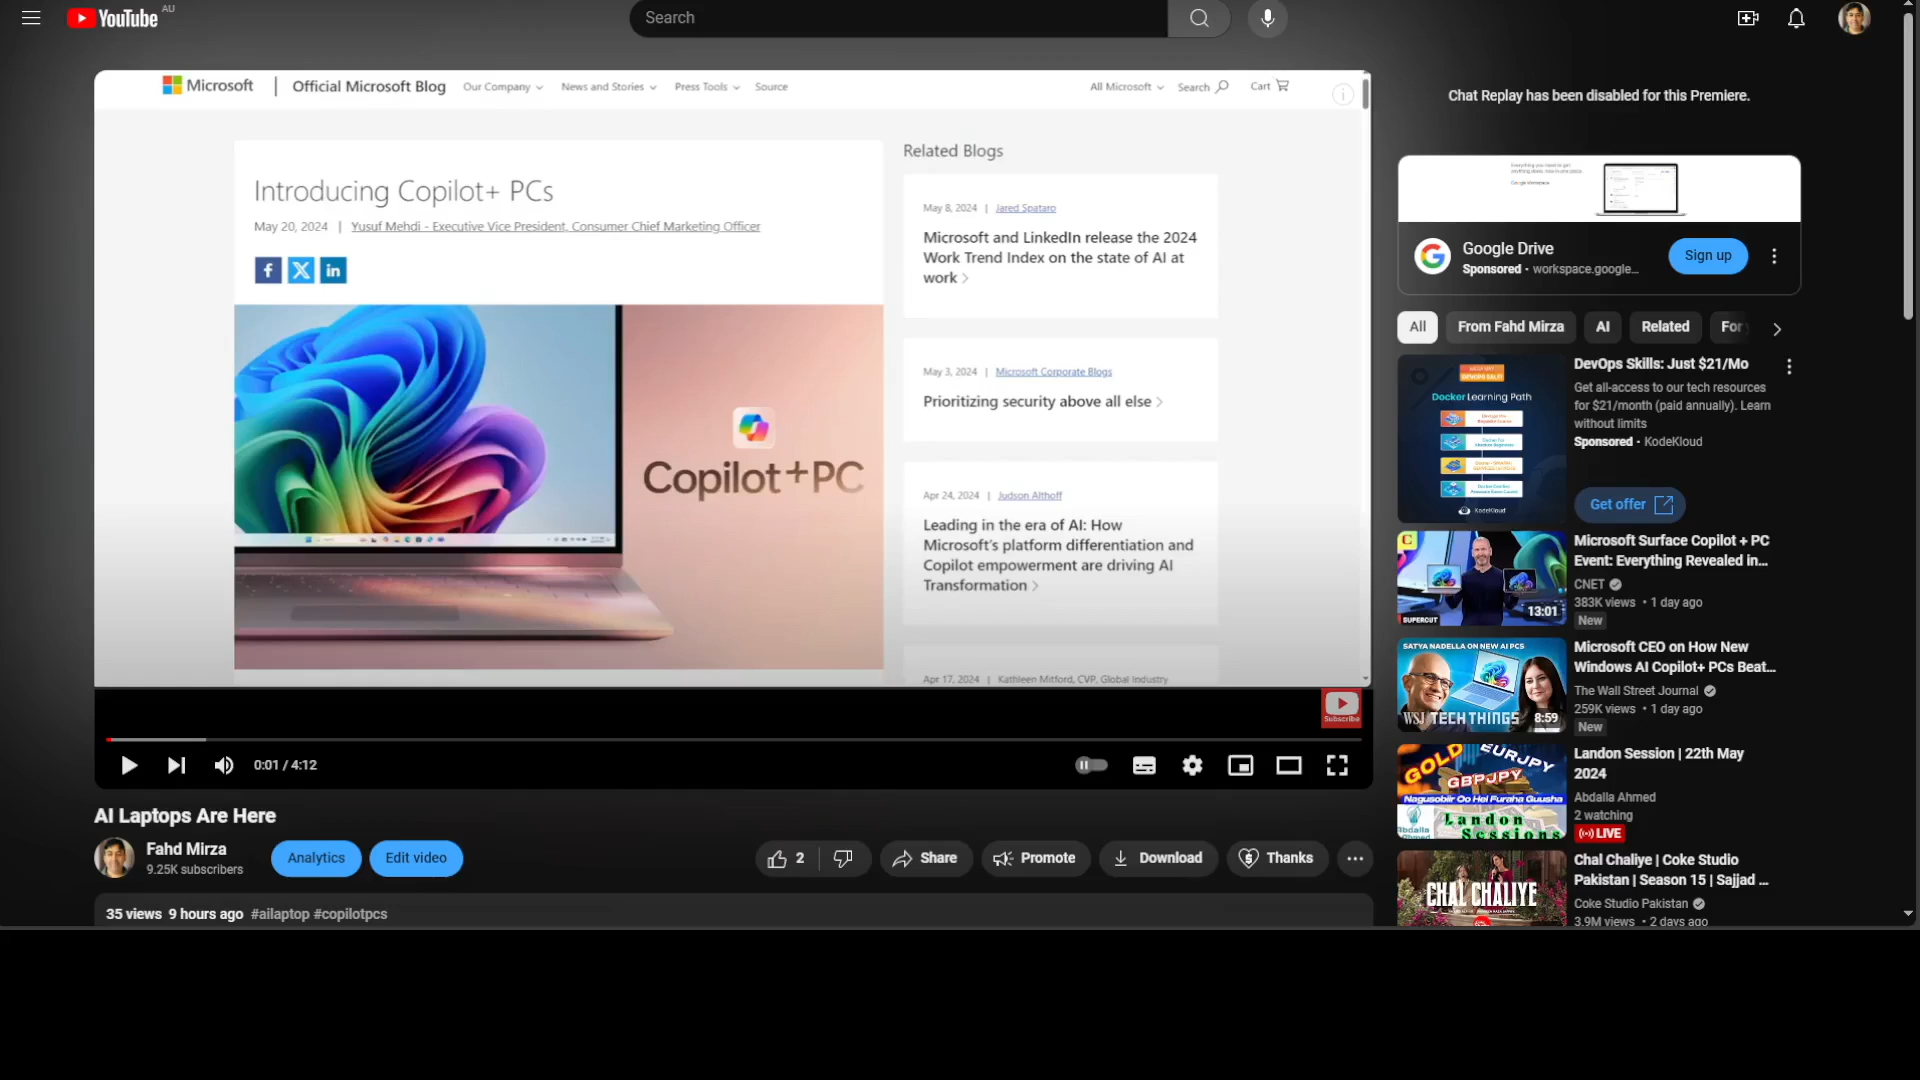 YouTube AU
Search
Microsoft | Official Microsoft Blog Our Company News and Stories Press Tools Source All Microsoft Search Cart
Introducing Copilot+ PCs
May 20, 2024 | Yusuf Mehdi - Executive Vice President, Consumer Chief Marketing Officer
Copilot+PC
Related Blogs
May 8, 2024 | Jared Spataro
Microsoft and LinkedIn release the 2024
Work Trend Index on the state of AI at
work >
May 3, 2024 | Microsoft Corporate Blogs
Prioritizing security above all else >
Apr 24, 2024 | Judson Althoff
Leading in the era of AI: How
Microsoft's platform differentiation and
Copilot empowerment are driving AI
Transformation >
Apr 17, 2024 | Kathleen Mitford, CVP, Global Industry
Subscribe
0:01 / 4:12
AI Laptops Are Here
Fahd Mirza
9.25K subscribers
Analytics
Edit video
2
Share
Promote
Download
Thanks
35 views 9 hours ago #ailaptop #copilotpcs
Chat Replay has been disabled for this Premiere.
Google Workspace
Google Drive
Sponsored · workspace.google...
Sign up
All
From Fahd Mirza
AI
Related
For
Docker Learning Path
KodeKloud
DevOps Skills: Just $21/Mo
Get all-access to our tech resources
for $21/month (paid annually). Learn
without limits
Sponsored · KodeKloud
Get offer
SUPERCUT
13:01
Microsoft Surface Copilot + PC
Event: Everything Revealed in...
CNET
383K views · 1 day ago
New
SATYA NADELLA ON NEW AI PCS
WSJ TECH THINGS
8:59
Microsoft CEO on How New
Windows AI Copilot+ PCs Beat...
The Wall Street Journal
259K views · 1 day ago
New
GOLD EURJPY
GBPJPY
Nagusobiir Oo Hel Furaha Guusha
Landon
Sessions
Landon Session | 22th May
2024
Abdalla Ahmed
2 watching
LIVE
CHAL CHALIYE
Chal Chaliye | Coke Studio
Pakistan | Season 15 | Sajjad ...
Coke Studio Pakistan
3.9M views · 2 days ago